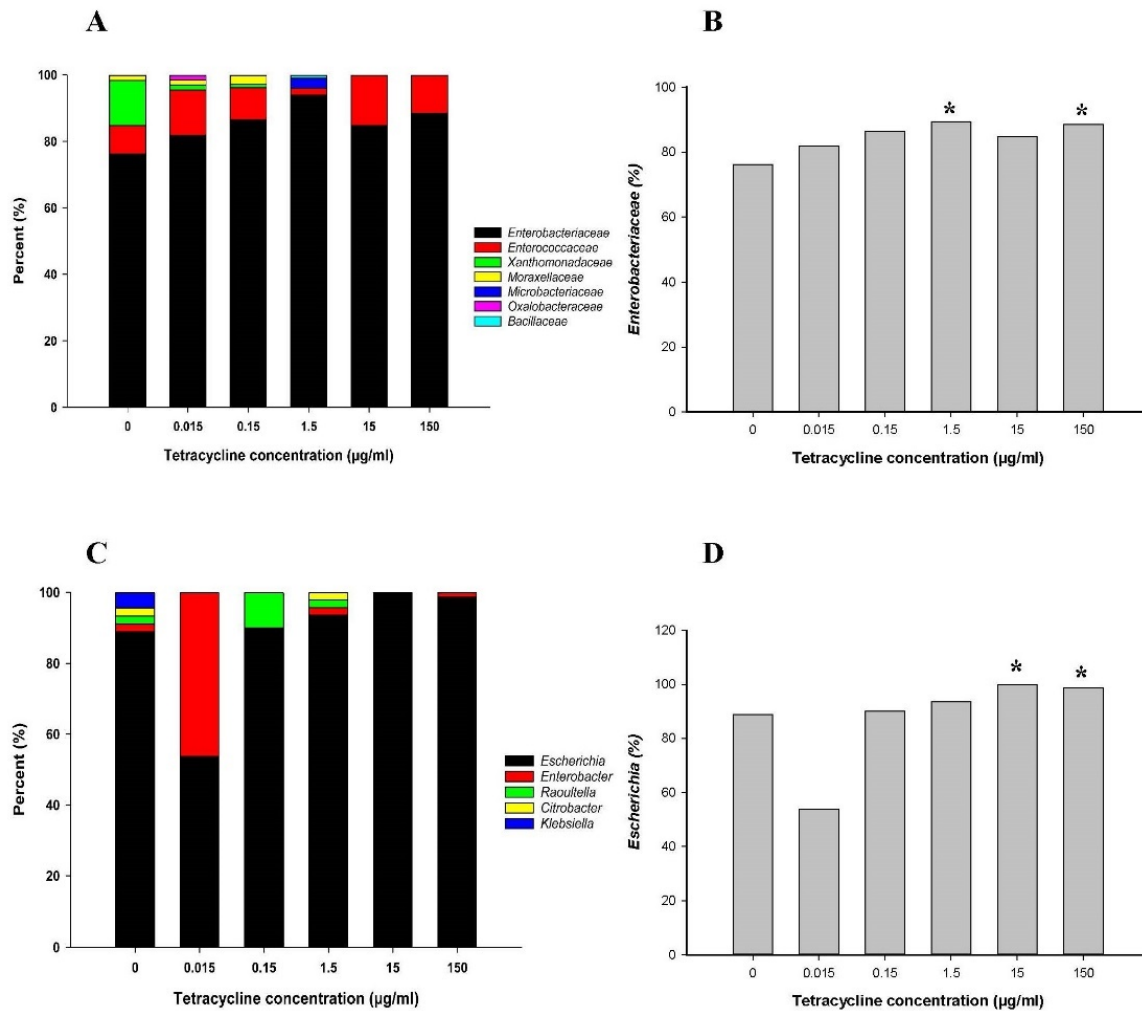 A
Percent (%)
100
80
60
40
20
0
0 0.015 0.15 1.5 15 150
Tetracycline concentration (µg/ml)
Enterobacteriaceae
Enterococcaceae
Xanthomonadaceae
Moraxellaceae
Microbacteriaceae
Oxalobacteraceae
Bacillaceae
B
Enterobacteriaceae (%)
100
80
60
40
20
0
* *
0 0.015 0.15 1.5 15 150
Tetracycline concentration (µg/ml)
C
Percent (%)
100
80
60
40
20
0
0 0.015 0.15 1.5 15 150
Tetracycline concentration (µg/ml)
Escherichia
Enterobacter
Raoultella
Citrobacter
Klebsiella
D
Escherichia (%)
120
100
80
60
40
20
0
* *
0 0.015 0.15 1.5 15 150
Tetracycline concentration (µg/ml)